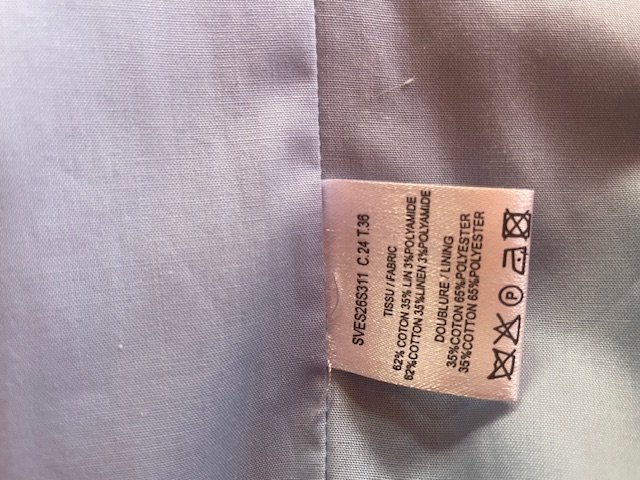 SVES26S311 C.24 T.36
TISSU / FABRIC
62% COTON 35% LIN 3%POLYAMIDE
62%COTTON 35%LINEN 3%POLYAMIDE
DOUBLURE / LINING
35%COTON 65%POLYESTER
35%COTTON 65%POLYESTER
P